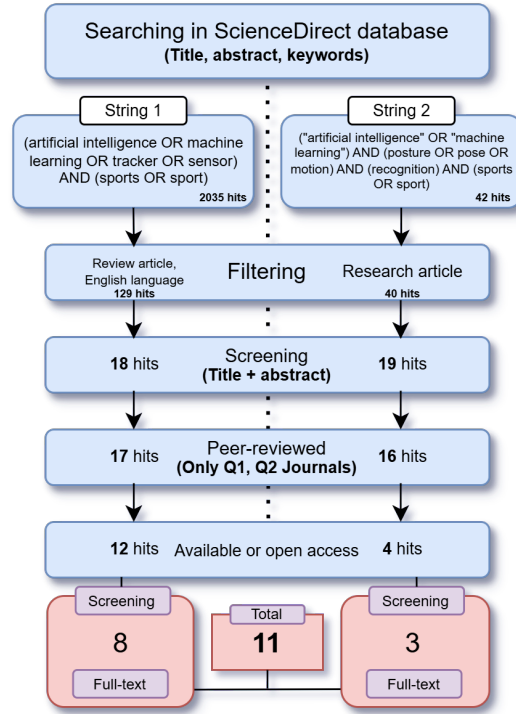 Searching in ScienceDirect database
(Title, abstract, keywords)
String 1
(artificial intelligence OR machine
learning OR tracker OR sensor)
AND (sports OR sport)
2035 hits
String 2
("artificial intelligence" OR "machine
learning") AND (posture OR pose OR
motion) AND (recognition) AND (sports
OR sport)
42 hits
Review article,
English language
129 hits
Filtering
Research article
40 hits
18 hits
Screening
(Title + abstract)
19 hits
17 hits
Peer-reviewed
(Only Q1, Q2 Journals)
16 hits
12 hits
Available or open access
4 hits
Screening
8
Full-text
Total
11
Screening
3
Full-text